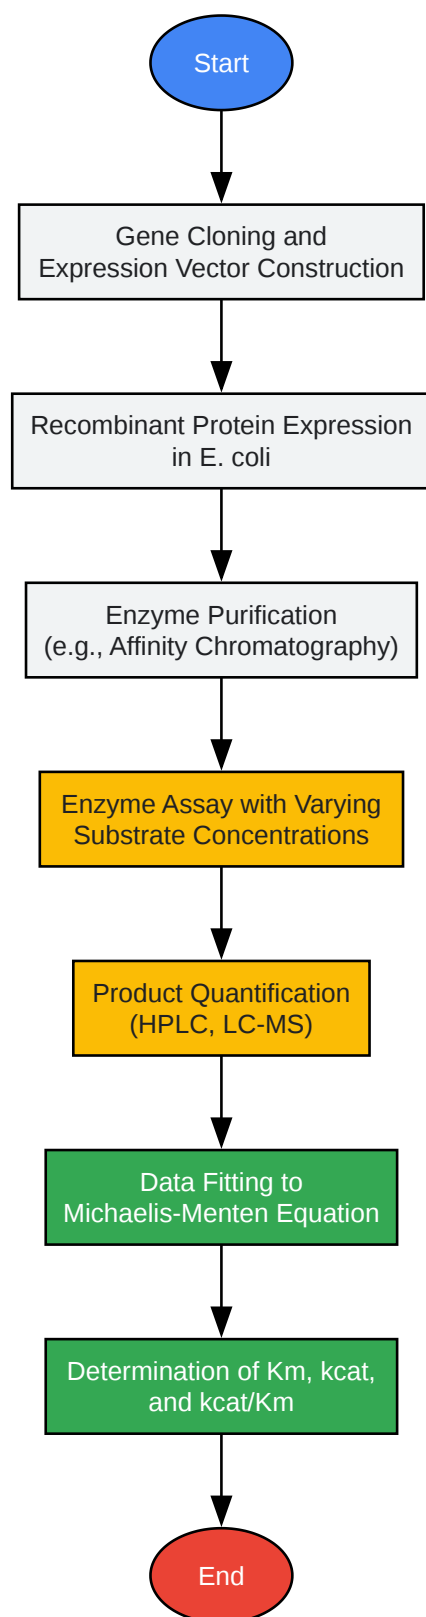 Start
Gene Cloning and
Expression Vector Construction
Recombinant Protein Expression
in E. coli
Enzyme Purification
(e.g., Affinity Chromatography)
Enzyme Assay with Varying
Substrate Concentrations
Product Quantification
(HPLC, LC-MS)
Data Fitting to
Michaelis-Menten Equation
Determination of Km, kcat,
and kcat/Km
End